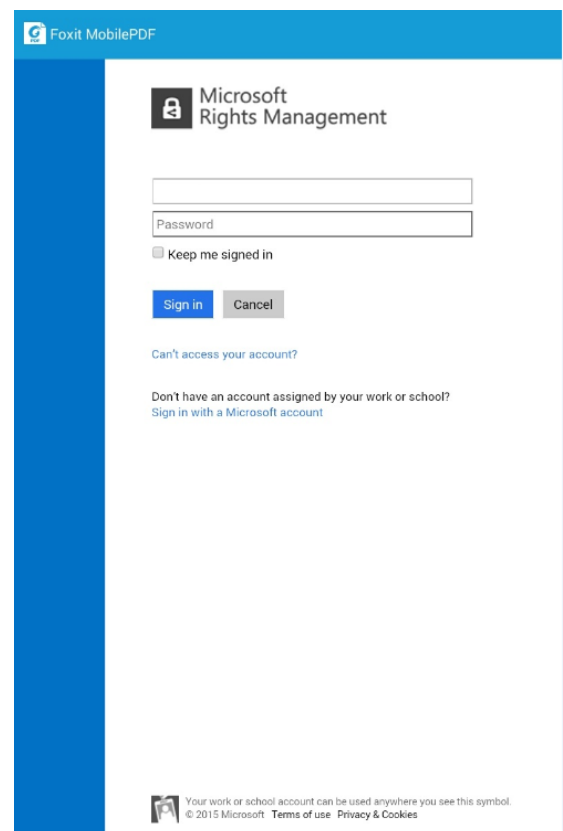 Foxit MobilePDF
Microsoft
Rights Management
Password
Keep me signed in
Sign in Cancel
Can't access your account?
Don't have an account assigned by your work or school?
Sign in with a Microsoft account
Your work or school account can be used anywhere you see this symbol.
© 2015 Microsoft Terms of use Privacy & Cookies